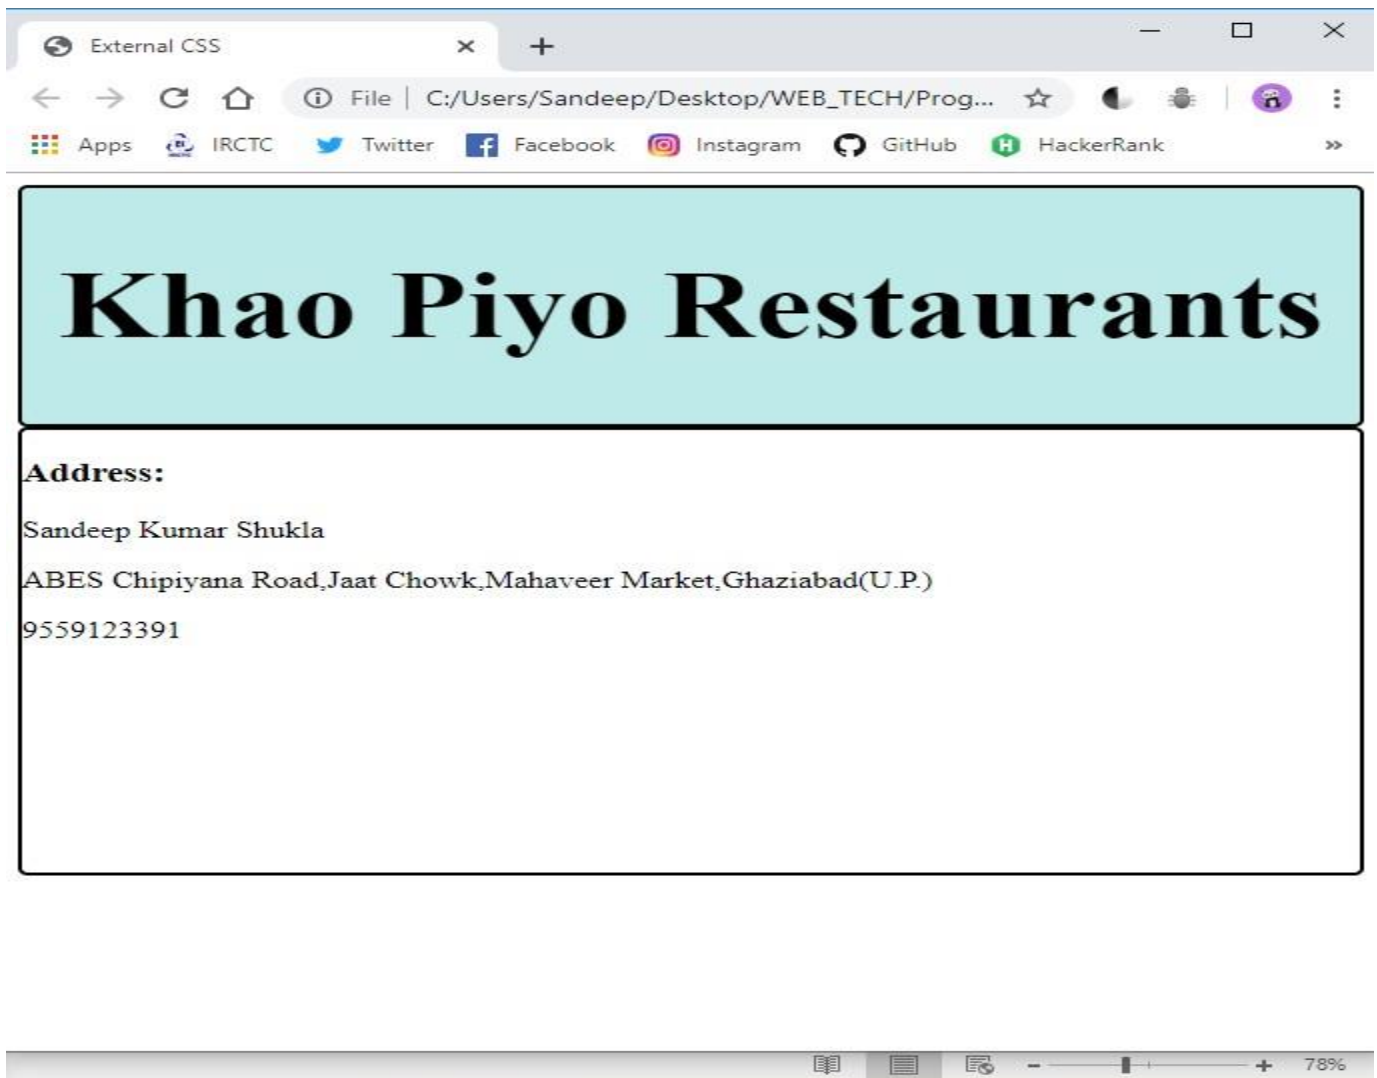 External CSS
File | C:/Users/Sandeep/Desktop/WEB_TECH/Prog...
Apps IRCTC Twitter Facebook Instagram GitHub HackerRank »
Khao Piyo Restaurants
Address:
Sandeep Kumar Shukla
ABES Chipiyana Road,Jaat Chowk,Mahaveer Market,Ghaziabad(U.P.)
9559123391
78%